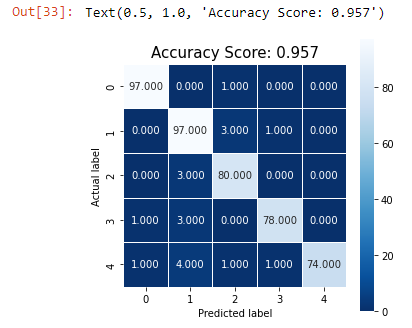 Out[33]: Text(0.5, 1.0, 'Accuracy Score: 0.957')
Accuracy Score: 0.957
0 97.000 0.000 1.000 0.000 0.000
1 0.000 97.000 3.000 1.000 0.000
2 0.000 3.000 80.000 0.000 0.000
3 1.000 3.000 0.000 78.000 0.000
4 1.000 4.000 1.000 1.000 74.000
0 1 2 3 4
Actual label
Predicted label
80
60
40
20
0